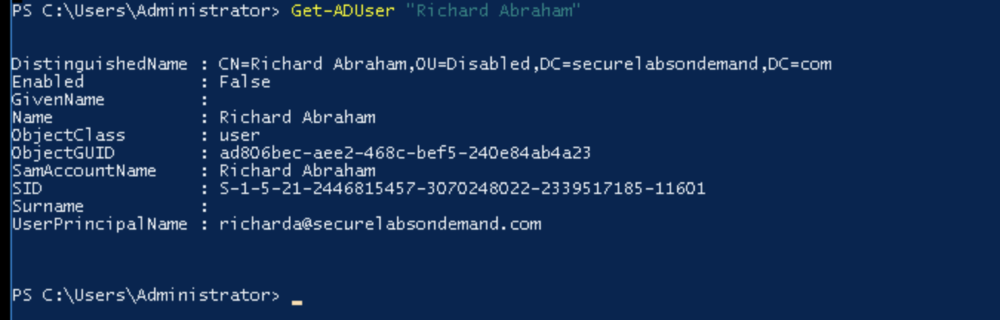 PS C:\Users\Administrator> Get-ADUser "Richard Abraham"
DistinguishedName : CN=Richard Abraham,OU=Disabled,DC=securelabsondemand,DC=com
Enabled           : False
GivenName         :
Name              : Richard Abraham
ObjectClass       : user
ObjectGUID        : ad806bec-aee2-468c-bef5-240e84ab4a23
SamAccountName    : Richard Abraham
SID               : S-1-5-21-2446815457-3070248022-2339517185-11601
Surname           :
UserPrincipalName : richarda@securelabsondemand.com
PS C:\Users\Administrator> _